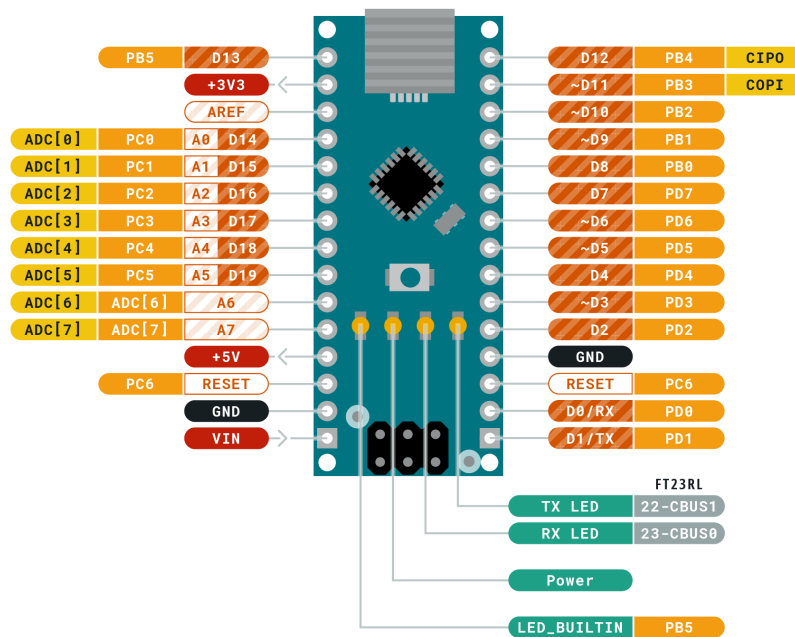 PB5 D13 D12 PB4 CIPO
+3V3 ~D11 PB3 COPI
AREF ~D10 PB2
ADC[0] PC0 A0 D14 ~D9 PB1
ADC[1] PC1 A1 D15 D8 PB0
ADC[2] PC2 A2 D16 D7 PD7
ADC[3] PC3 A3 D17 ~D6 PD6
ADC[4] PC4 A4 D18 ~D5 PD5
ADC[5] PC5 A5 D19 D4 PD4
ADC[6] ADC[6] A6 ~D3 PD3
ADC[7] ADC[7] A7 D2 PD2
+5V GND
PC6 RESET RESET PC6
GND D0/RX PD0
VIN D1/TX PD1
FT23RL
TX LED 22-CBUS1
RX LED 23-CBUS0
Power
LED_BUILTIN PB5